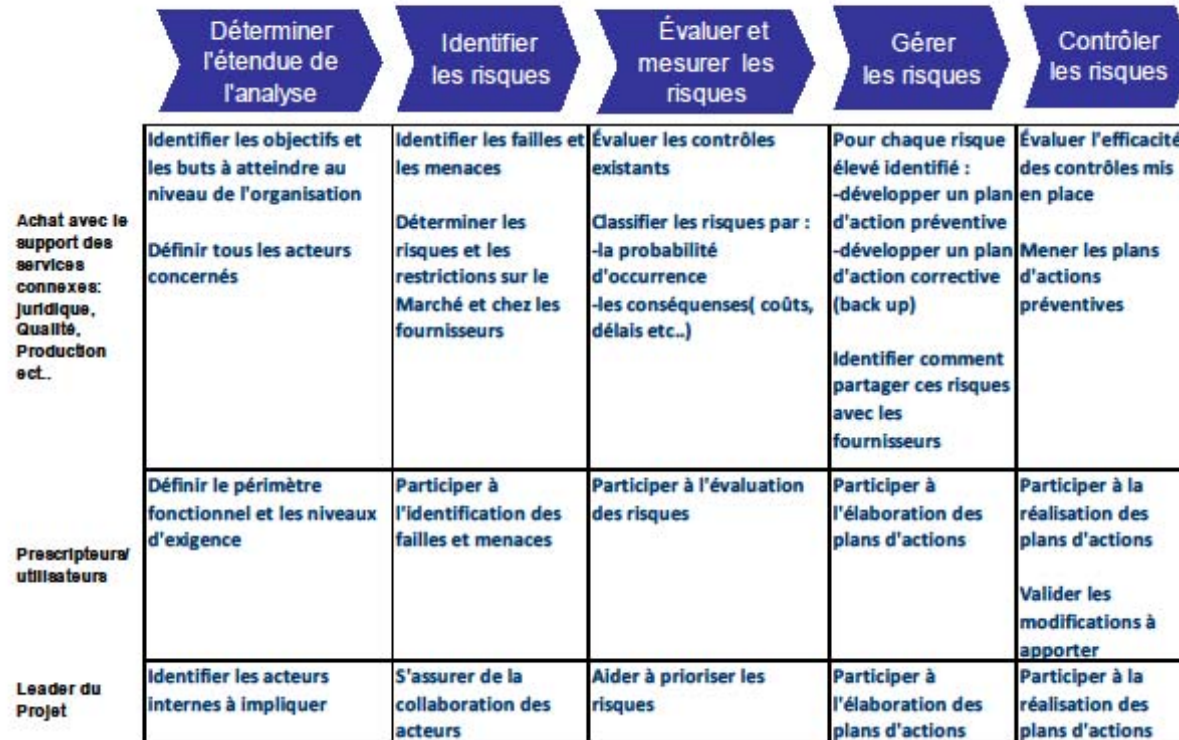 Déterminer
l'étendue de
l'analyse
Identifier
les risques
Évaluer et
mesurer les
risques
Gérer
les risques
Contrôler
les risques
Achat avec le
support des
services
connexes:
juridique,
Qualité,
Production
ect..
Identifier les objectifs et
les buts à atteindre au
niveau de l'organisation
Définir tous les acteurs
concernés
Identifier les failles et
les menaces
Déterminer les
risques et les
restrictions sur le
Marché et chez les
fournisseurs
Évaluer les contrôles
existants
Classifier les risques par :
-la probabilité
d'occurrence
-les conséquenses( coûts,
délais etc..)
Pour chaque risque
élevé identifié :
-développer un plan
d'action préventive
-développer un plan
d'action corrective
(back up)
Identifier comment
partager ces risques
avec les
fournisseurs
Évaluer l'efficacité
des contrôles mis
en place
Mener les plans
d'actions
préventives
Prescripteurs/
utilisateurs
Définir le périmètre
fonctionnel et les niveaux
d'exigence
Participer à
l'identification des
failles et menaces
Participer à l'évaluation
des risques
Participer à
l'élaboration des
plans d'actions
Participer à la
réalisation des
plans d'actions
Valider les
modifications à
apporter
Leader du
Projet
Identifier les acteurs
internes à impliquer
S'assurer de la
collaboration des
acteurs
Aider à prioriser les
risques
Participer à
l'élaboration des
plans d'actions
Participer à la
réalisation des
plans d'actions